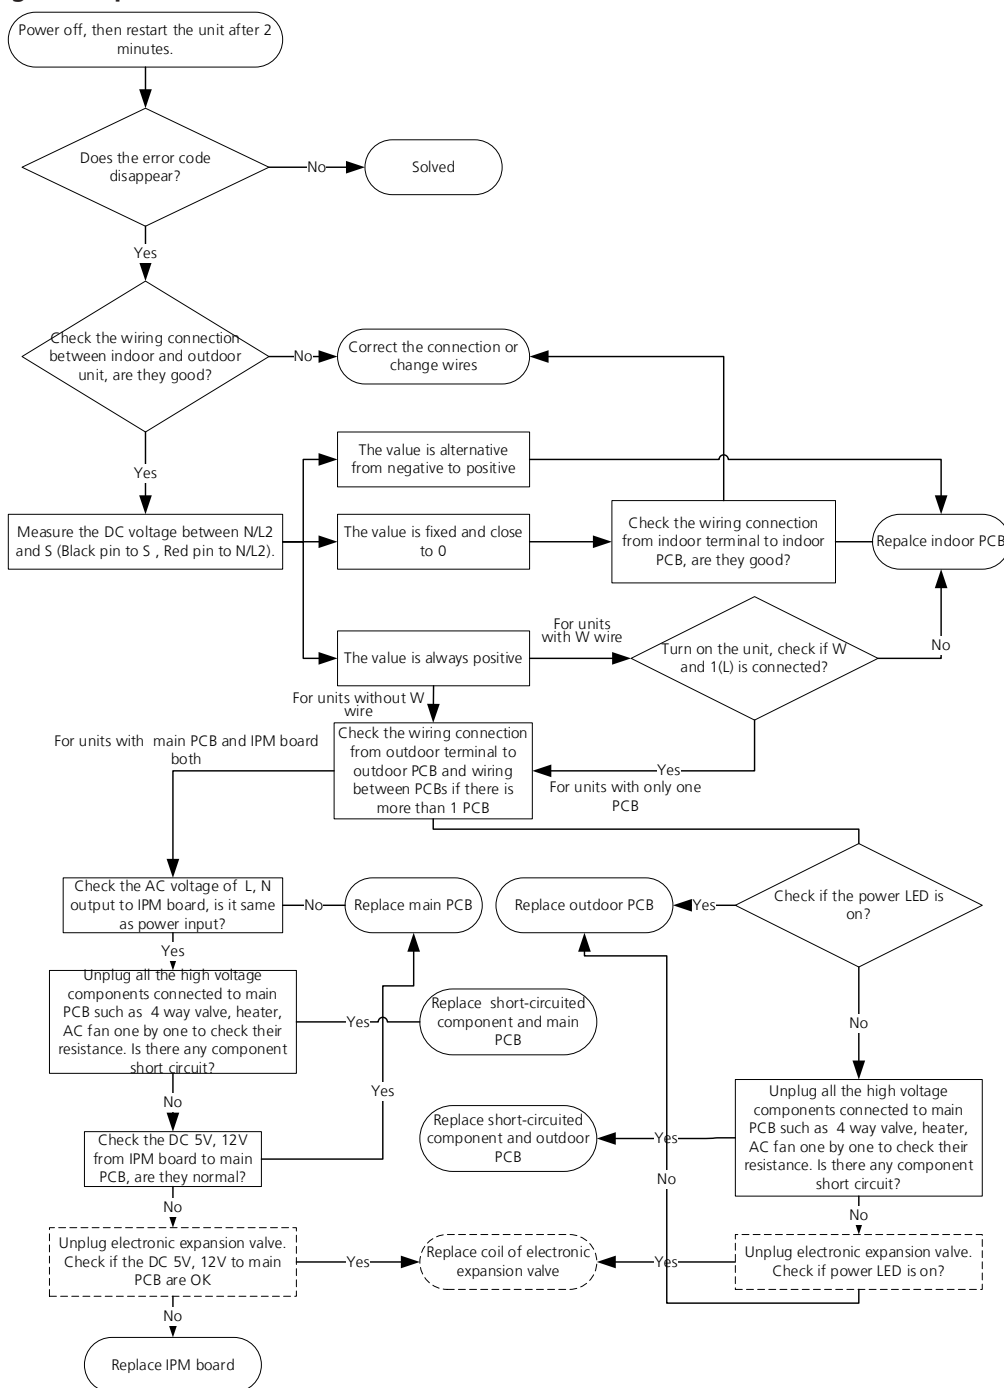 Power off, then restart the unit after 2
minutes.
Does the error code
disappear?
No
Solved
Yes
Check the wiring connection
between indoor and outdoor
unit, are they good?
No
Correct the connection or
change wires
Yes
The value is alternative
from negative to positive
Measure the DC voltage between N/L2
and S (Black pin to S , Red pin to N/L2).
The value is fixed and close
to 0
Check the wiring connection
from indoor terminal to indoor
PCB, are they good?
Repalce indoor PCB
For units
with W wire
The value is always positive
Turn on the unit, check if W
and 1(L) is connected?
No
For units without W
wire
For units with  main PCB and IPM board
both
Check the wiring connection
from outdoor terminal to
outdoor PCB and wiring
between PCBs if there is
more than 1 PCB
Yes
For units with only one
PCB
Check the AC voltage of  L, N
output to IPM board, is it same
as power input?
No
Replace main PCB
Replace outdoor PCB
Yes
Check if the power LED is
on?
Yes
Unplug all the high voltage
components connected to main
PCB such as  4 way valve, heater,
AC fan one by one to check their
resistance. Is there any component
short circuit?
Yes
Replace  short-circuited
component and main
PCB
No
Yes
No
Check the DC 5V, 12V
from IPM board to main
PCB, are they normal?
Replace short-circuited
component and outdoor
PCB
Yes
Unplug all the high voltage
components connected to main
PCB such as  4 way valve, heater,
AC fan one by one to check their
resistance. Is there any component
short circuit?
No
No
No
Unplug electronic expansion valve.
Check if the DC 5V, 12V to main
PCB are OK
Yes
Replace coil of electronic
expansion valve
Yes
Unplug electronic expansion valve.
Check if power LED is on?
No
Replace IPM board